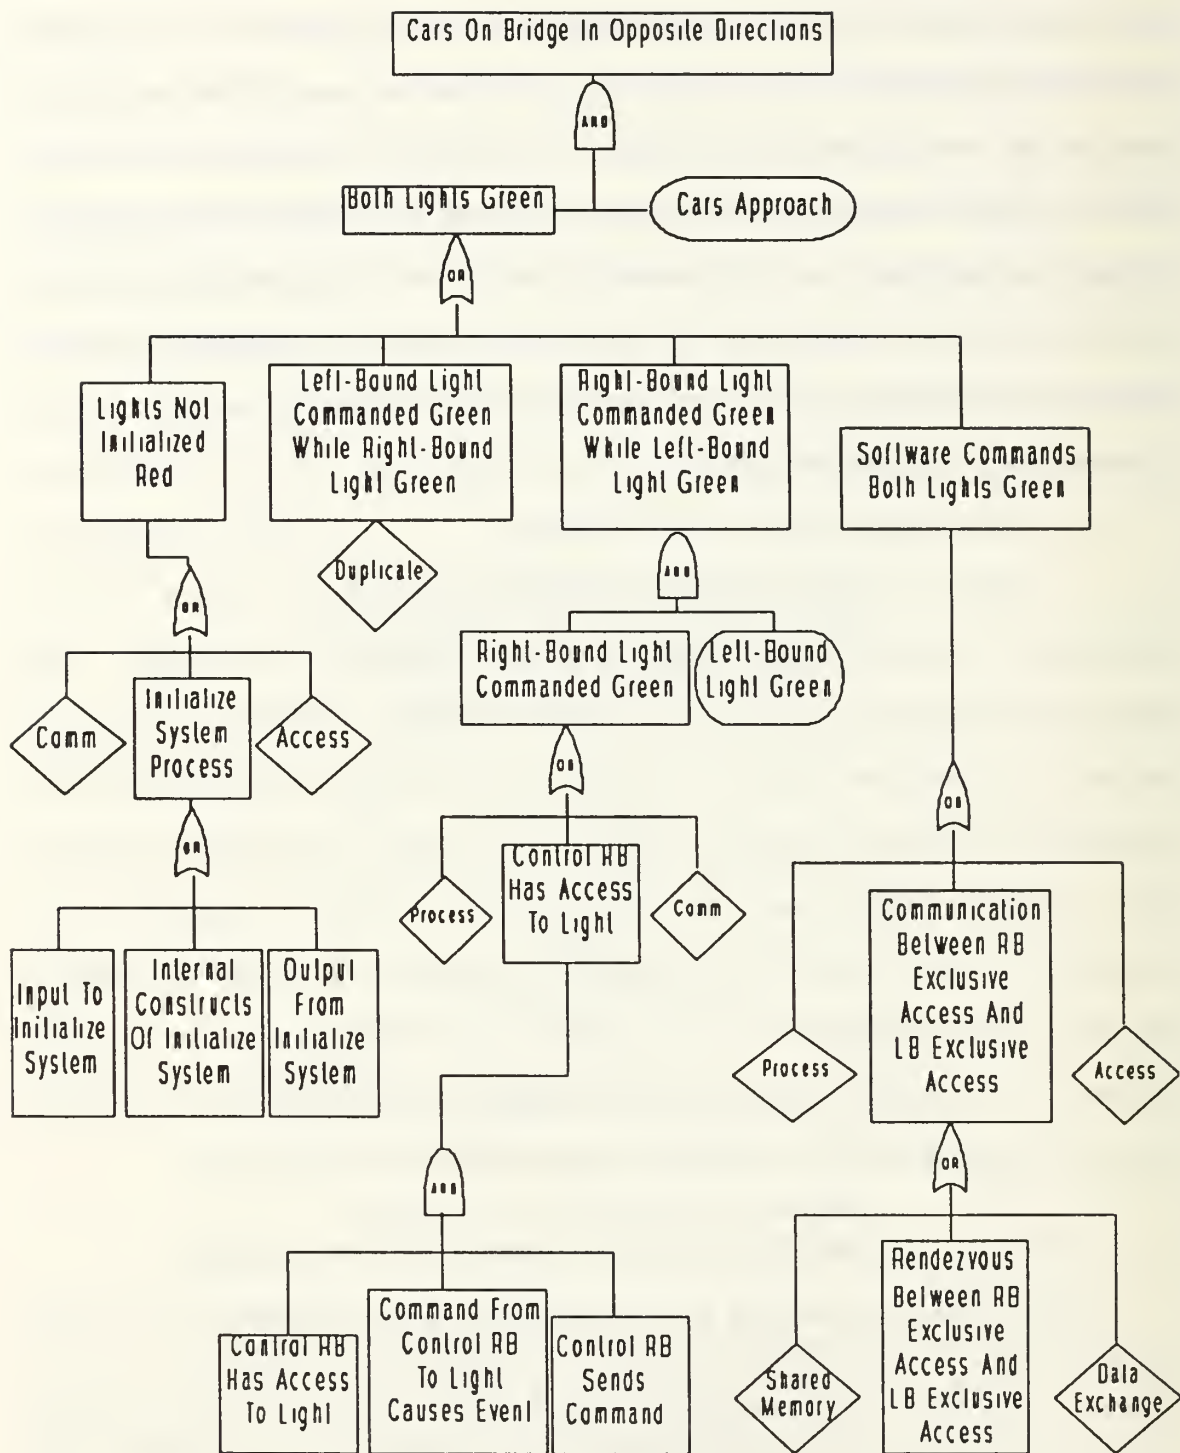 Cars On Bridge In Opposite Directions
AND
Both Lights Green
Cars Approach
OR
Lights Not
Initialized
Red
Left-Bound Light
Commanded Green
While Right-Bound
Light Green
Right-Bound Light
Commanded Green
While Left-Bound
Light Green
Software Commands
Both Lights Green
Duplicate
AND
OR
Right-Bound Light
Commanded Green
Left-Bound
Light Green
Comm
Initialize
System
Process
Access
OR
OR
OR
Process
Control RB
Has Access
To Light
Comm
Process
Communication
Between RB
Exclusive
Access And
LB Exclusive
Access
Access
Input To
Initialize
System
Internal
Constructs
Of Initialize
System
Output
From
Initialize
System
AND
OR
Control RB
Has Access
To Light
Command From
Control RB
To Light
Causes Event
Control RB
Sends
Command
Shared
Memory
Rendezvous
Between RB
Exclusive
Access And
LB Exclusive
Access
Data
Exchange